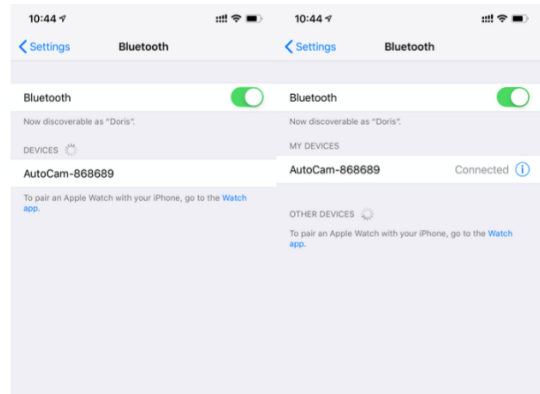 10:44
Settings
Bluetooth
Bluetooth
Now discoverable as “Doris”.
DEVICES
AutoCam-868689
To pair an Apple Watch with your iPhone, go to the Watch
app.
10:44
Settings
Bluetooth
Bluetooth
Now discoverable as “Doris”.
MY DEVICES
AutoCam-868689 Connected
OTHER DEVICES
To pair an Apple Watch with your iPhone, go to the Watch
app.